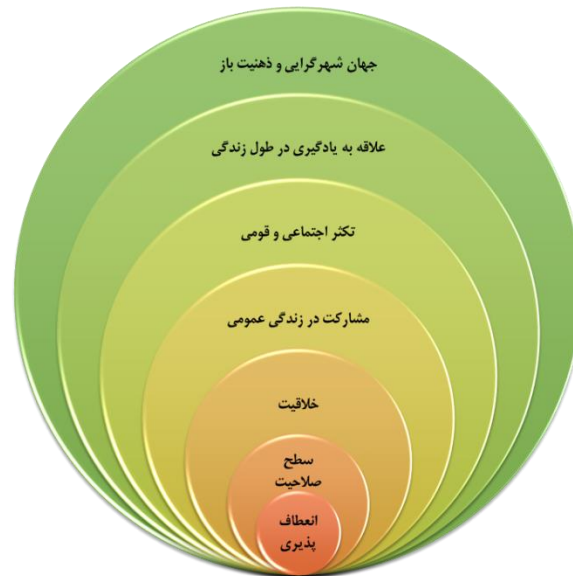 جهان شهرگرایی و ذهنیت باز
علاقه به یادگیری در طول زندگی
تکثر اجتماعی و قومی
مشارکت در زندگی عمومی
خلاقیت
سطح
صلاحیت
انعطاف
پذیری